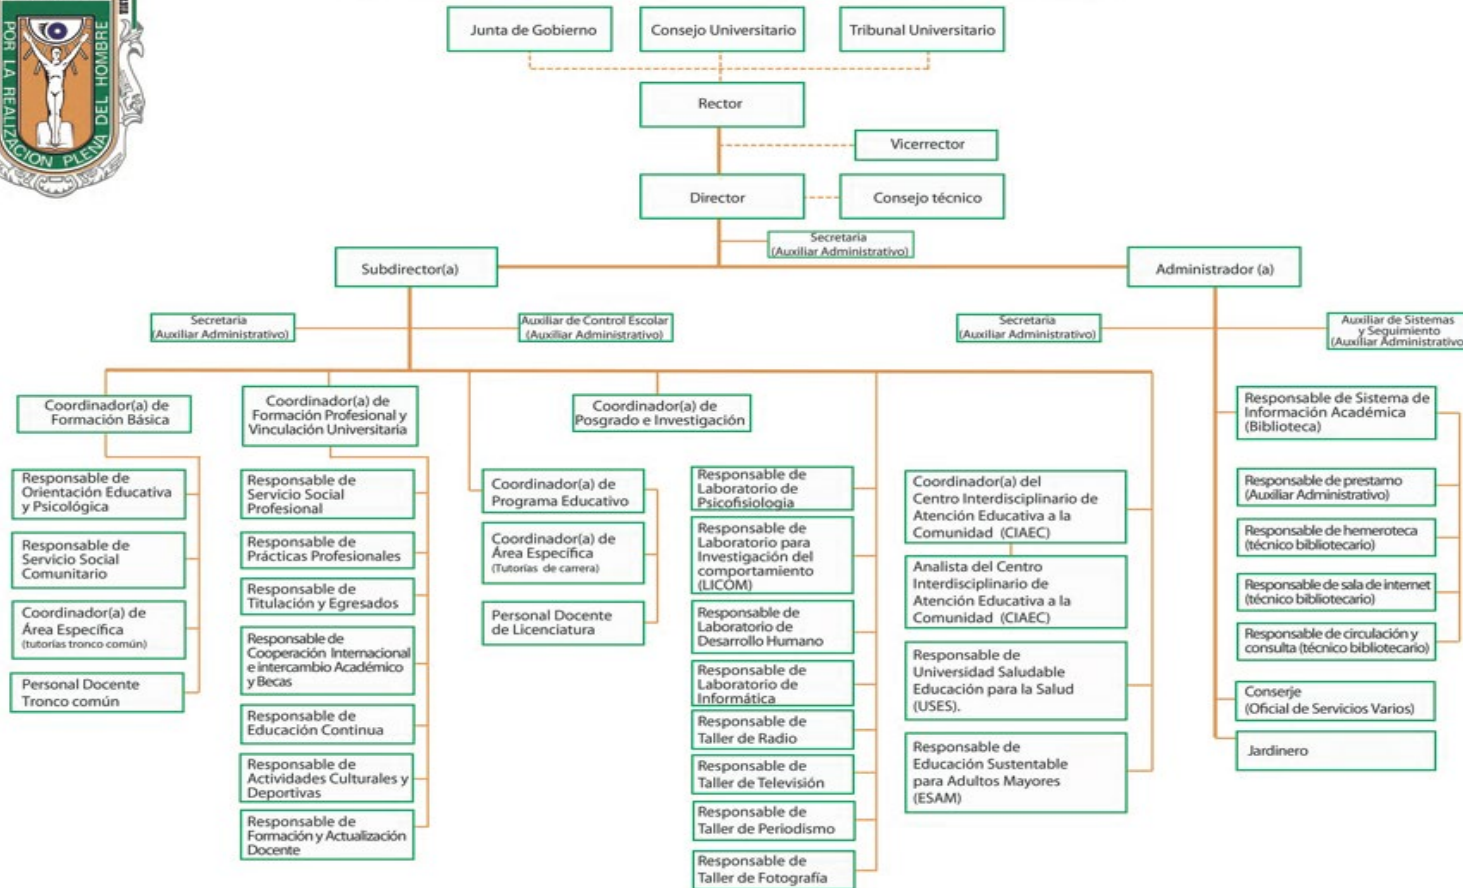 POR LA REALIZACION PLENA DEL HOMBRE
Junta de Gobierno
Consejo Universitario
Tribunal Universitario
Rector
Vicerrector
Director
Consejo técnico
Secretaria
(Auxiliar Administrativo)
Subdirector(a)
Administrador (a)
Secretaria
(Auxiliar Administrativo)
Auxiliar de Control Escolar
(Auxiliar Administrativo)
Secretaria
(Auxiliar Administrativo)
Auxiliar de Sistemas
y Seguimiento
(Auxiliar Administrativo
Coordinador(a) de
Formación Básica
Responsable de
Orientación Educativa
y Psicológica
Responsable de
Servicio Social
Comunitario
Coordinador(a) de
Área Específica
(tutorías tronco común)
Personal Docente
Tronco común
Coordinador(a) de
Formación Profesional y
Vinculación Universitaria
Responsable de
Servicio Social
Profesional
Responsable de
Prácticas Profesionales
Responsable de
Titulación y Egresados
Responsable de
Cooperación Internacional
e intercambio Académico
y Becas
Responsable de
Educación Continua
Responsable de
Actividades Culturales y
Deportivas
Responsable de
Formación y Actualización
Docente
Coordinador(a) de
Programa Educativo
Coordinador(a) de
Área Específica
(Tutorías de carrera)
Personal Docente
de Licenciatura
Coordinador(a) de
Posgrado e Investigación
Responsable de
Laboratorio de
Psicofisiologia
Responsable de
Laboratorio para
Investigación del
comportamiento
(LICOM)
Responsable de
Laboratorio de
Desarrollo Humano
Responsable de
Laboratorio de
Informática
Responsable de
Taller de Radio
Responsable de
Taller de Televisión
Responsable de
Taller de Periodismo
Responsable de
Taller de Fotografía
Coordinador(a) del
Centro Interdisciplinario de
Atención Educativa a la
Comunidad (CIAEC)
Analista del Centro
Interdisciplinario de
Atención Educativa a la
Comunidad (CIAEC)
Responsable de
Universidad Saludable
Educación para la Salud
(USES).
Responsable de
Educación Sustentable
para Adultos Mayores
(ESAM)
Responsable de Sistema de
Información Académica
(Biblioteca)
Responsable de prestamo
(Auxiliar Administrativo)
Responsable de hemeroteca
(técnico bibliotecario)
Responsable de sala de internet
(técnico bibliotecario)
Responsable de circulación y
consulta (técnico bibliotecario)
Conserje
(Oficial de Servicios Varios)
Jardinero